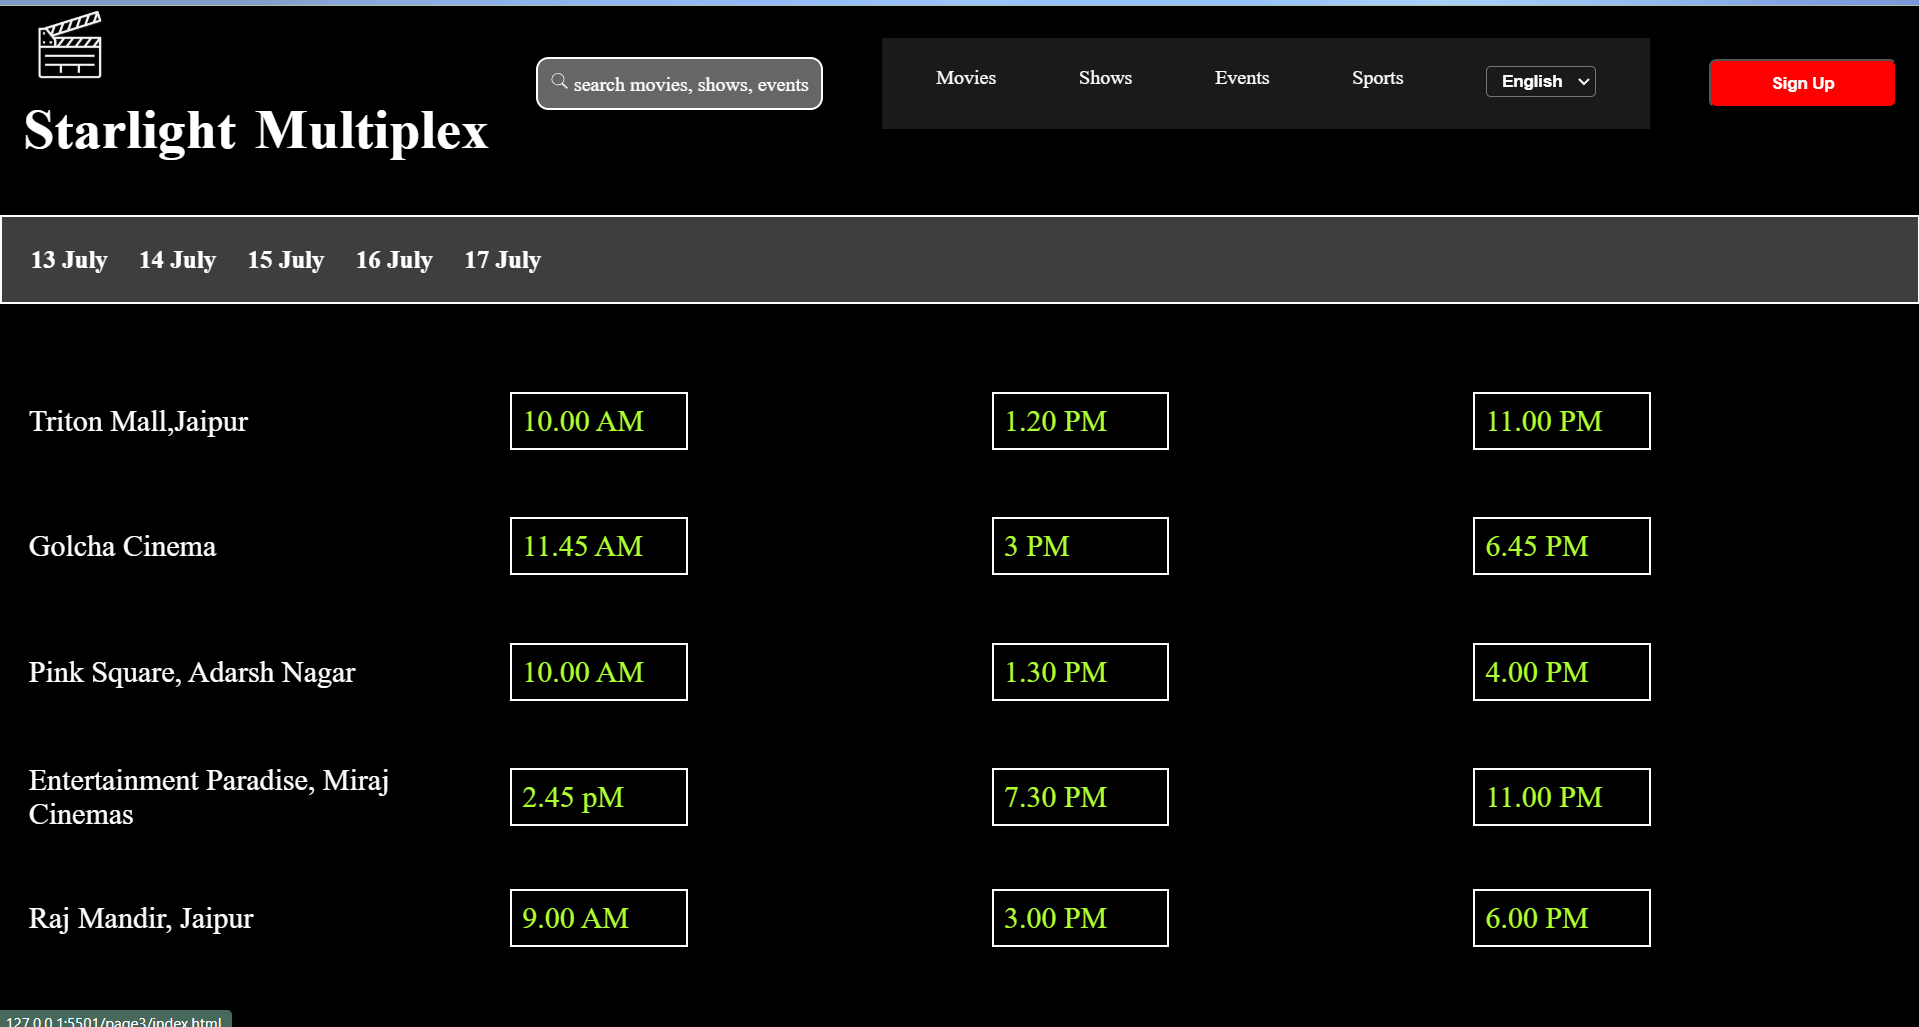 Starlight Multiplex
search movies, shows, events
Movies Shows Events Sports English
Sign Up
13 July 14 July 15 July 16 July 17 July
Triton Mall,Jaipur 10.00 AM 1.20 PM 11.00 PM
Golcha Cinema 11.45 AM 3 PM 6.45 PM
Pink Square, Adarsh Nagar 10.00 AM 1.30 PM 4.00 PM
Entertainment Paradise, Miraj
Cinemas
2.45 pM 7.30 PM 11.00 PM
Raj Mandir, Jaipur 9.00 AM 3.00 PM 6.00 PM
127.0.0.1:5501/page3/index.html